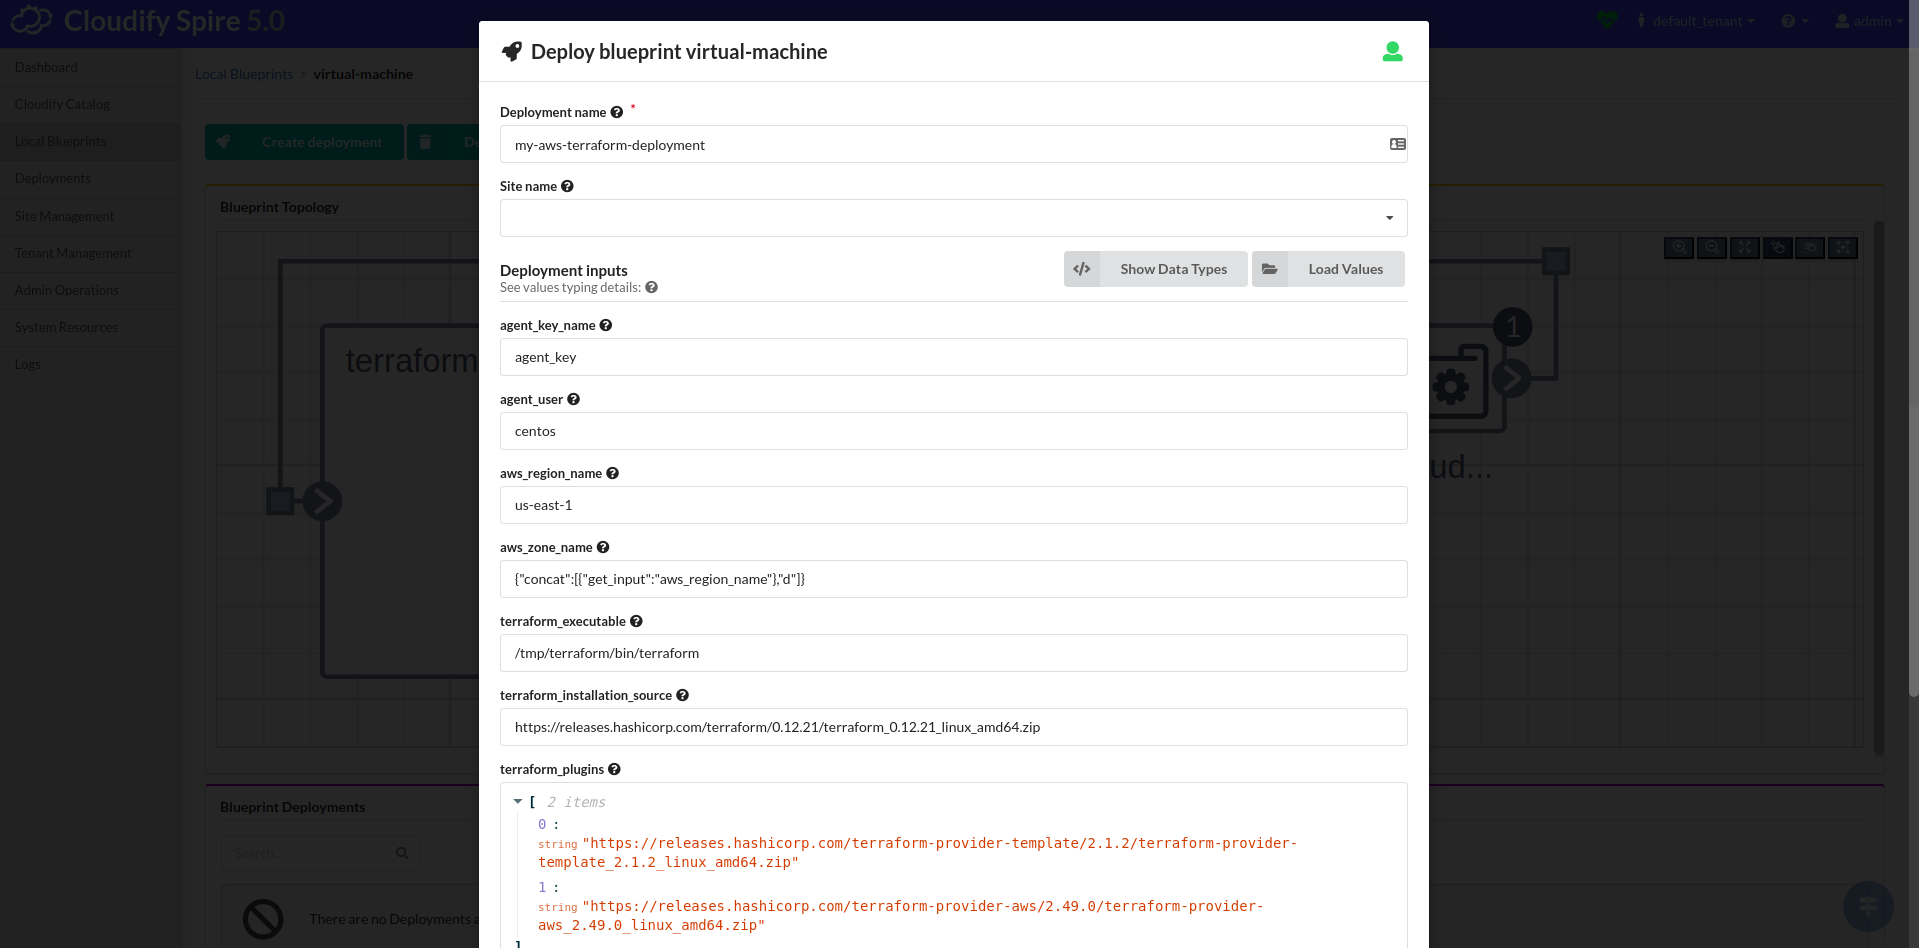 Cloudify Spire 5.0
default_tenant
admin
Dashboard
Cloudify Catalog
Local Blueprints
Deployments
Site Management
Tenant Management
Admin Operations
System Resources
Logs
Local Blueprints > virtual-machine
Create deployment
Blueprint Topology
terraform
1
ud...
Blueprint Deployments
Search...
There are no Deployments
Deploy blueprint virtual-machine
Deployment name *
my-aws-terraform-deployment
Site name
Deployment inputs
See values typing details:
Show Data Types
Load Values
agent_key_name
agent_key
agent_user
centos
aws_region_name
us-east-1
aws_zone_name
{"concat":[{"get_input":"aws_region_name"},"d"]}
terraform_executable
/tmp/terraform/bin/terraform
terraform_installation_source
https://releases.hashicorp.com/terraform/0.12.21/terraform_0.12.21_linux_amd64.zip
terraform_plugins
[ 2 items
0 :
string "https://releases.hashicorp.com/terraform-provider-template/2.1.2/terraform-provider-
template_2.1.2_linux_amd64.zip"
1 :
string "https://releases.hashicorp.com/terraform-provider-aws/2.49.0/terraform-provider-
aws_2.49.0_linux_amd64.zip"
]